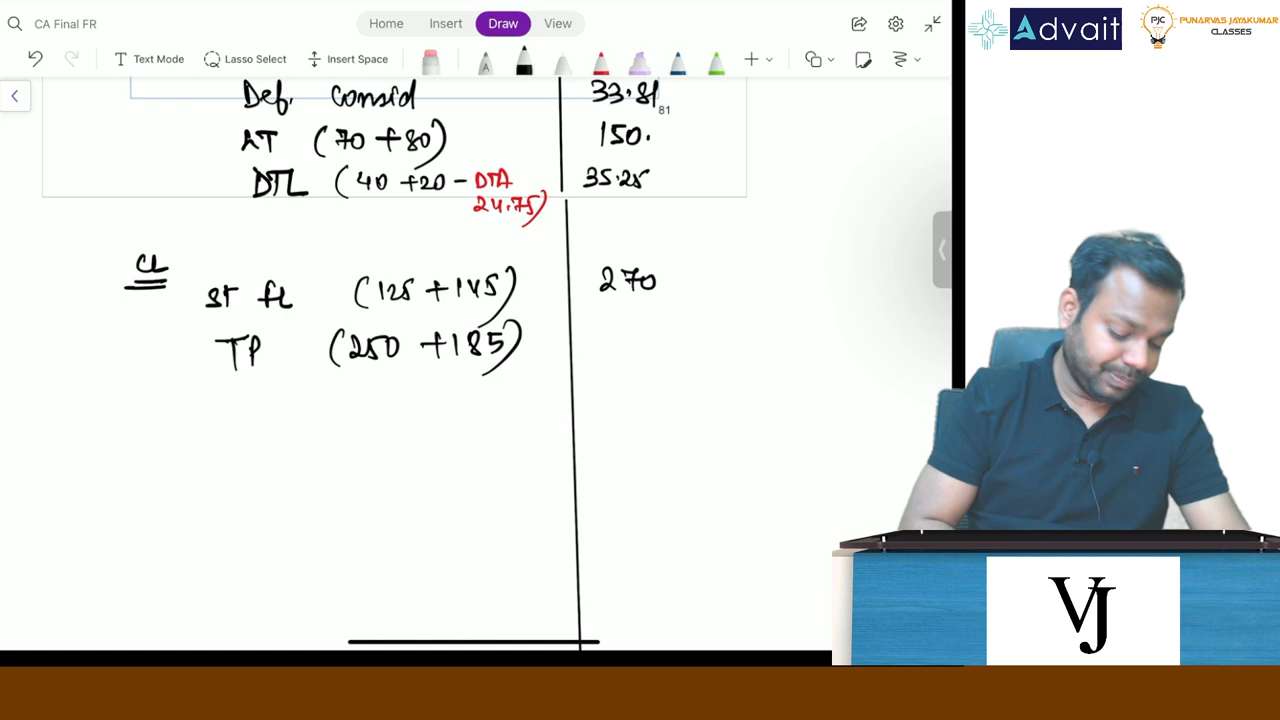 CA Final FR
Home Insert Draw View
Advait
PJC
PUNARVAS JAYAKUMAR
CLASSES
Text Mode Lasso Select Insert Space
Def. Consid 33.81
81
AT (70 + 80) 150.
DTL (40 + 20 - DTA 35.25
24.75)
CL
ST fL (125 + 145) 270
TP (250 + 185)
VJ